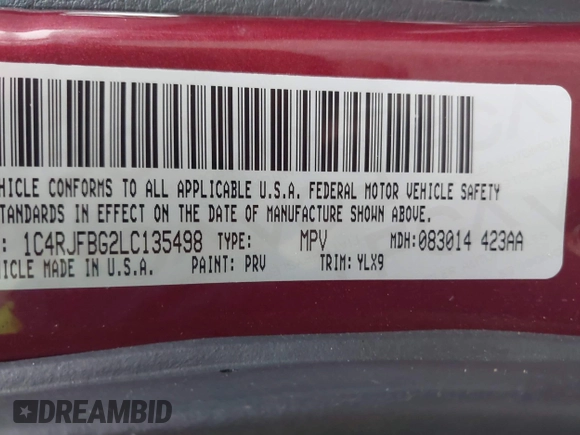 HICLE CONFORMS TO ALL APPLICABLE U.S.A. FEDERAL MOTOR VEHICLE SAFETY
STANDARDS IN EFFECT ON THE DATE OF MANUFACTURE SHOWN ABOVE.
: 1C4RJFBG2LC135498 TYPE: MPV MDH:083014 423AA
HICLE MADE IN U.S.A. PAINT: PRV TRIM: YLX9
DREAMBID